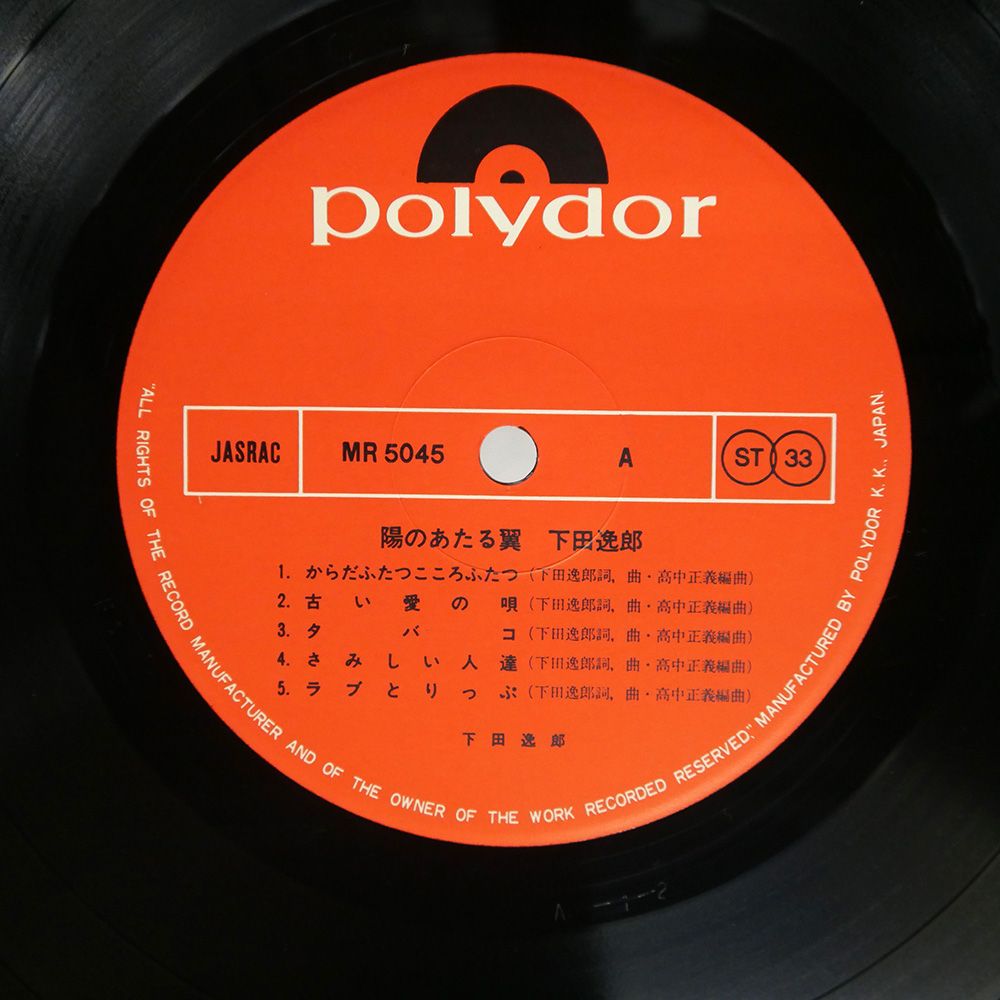 polydor
JASRAC MR 5045 A ST 33
陽のあたる翼 下田逸郎
1. からだふたつこころふたつ (下田逸郎詞, 曲・高中正義編曲)
2. 古い愛の唄 (下田逸郎詞, 曲・高中正義編曲)
3. タバコ (下田逸郎詞, 曲・高中正義編曲)
4. さみしい人達 (下田逸郎詞, 曲・高中正義編曲)
5. ラブとりっぷ (下田逸郎詞, 曲・高中正義編曲)
下田逸郎
"ALL RIGHTS OF THE RECORD MANUFACTURER AND OF THE OWNER OF THE WORK RECORDED RESERVED," MANUFACTURED BY POLYDOR K.K., JAPAN.
A-1-2